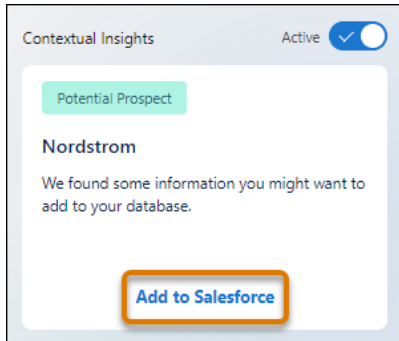 Contextual Insights Active
Potential Prospect
Nordstrom
We found some information you might want to
add to your database.
Add to Salesforce